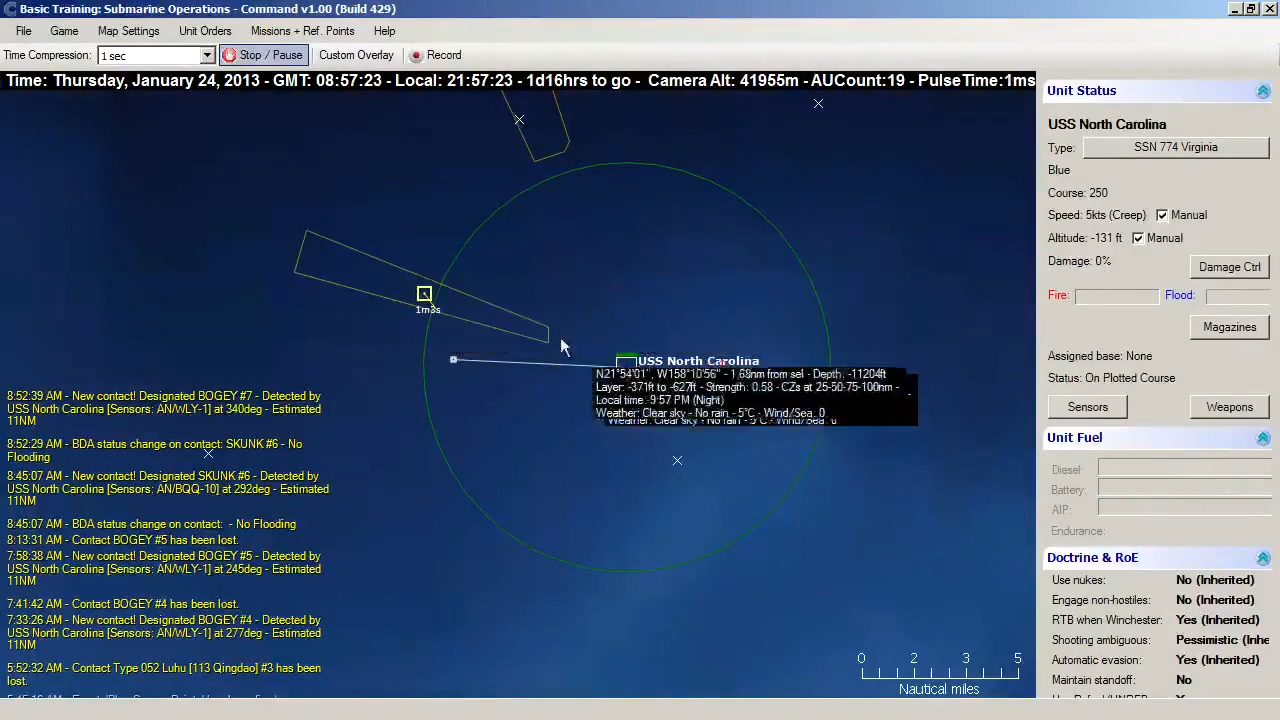 Basic Training: Submarine Operations - Command v1.00 (Build 429)
File Game Map Settings Unit Orders Missions + Ref. Points Help
Time Compression: 1 sec Stop / Pause Custom Overlay Record
Time: Thursday, January 24, 2013 - GMT: 08:57:23 - Local: 21:57:23 - 1d16hrs to go - Camera Alt: 41955m - AUCount:19 - PulseTime:1ms
1m3s
USS North Carolina
N21°54'01", W158°10'56" - 1,68nm from sel - Depth: -11204ft
Layer: -371ft to -627ft - Strength: 0.58 - CZs at 25-50-75-100nm -
Local time: 9:57 PM (Night)
Weather: Clear sky - No rain - 5°C - Wind/Sea: 0
8:52:39 AM - New contact! Designated BOGEY #7 - Detected by
USS North Carolina [Sensors: AN/WLY-1] at 340deg - Estimated
11NM
8:52:29 AM - BDA status change on contact: SKUNK #6 - No
Flooding
8:45:07 AM - New contact! Designated SKUNK #6 - Detected by
USS North Carolina [Sensors: AN/BQQ-10] at 292deg - Estimated
11NM
8:45:07 AM - BDA status change on contact: - No Flooding
8:13:31 AM - Contact BOGEY #5 has been lost.
7:58:38 AM - New contact! Designated BOGEY #5 - Detected by
USS North Carolina [Sensors: AN/WLY-1] at 245deg - Estimated
11NM
7:41:42 AM - Contact BOGEY #4 has been lost.
7:33:26 AM - New contact! Designated BOGEY #4 - Detected by
USS North Carolina [Sensors: AN/WLY-1] at 277deg - Estimated
11NM
5:52:32 AM - Contact Type 052 Luhu [113 Qingdao] #3 has been
lost.
0 2 3 5
Nautical miles
Unit Status
USS North Carolina
Type: SSN 774 Virginia
Blue
Course: 250
Speed: 5kts (Creep) Manual
Altitude: -131 ft Manual
Damage: 0% Damage Ctrl
Fire: Flood:
Magazines
Assigned base: None
Status: On Plotted Course
Sensors Weapons
Unit Fuel
Diesel:
Battery:
AIP:
Endurance:
Doctrine & RoE
Use nukes: No (Inherited)
Engage non-hostiles: No (Inherited)
RTB when Winchester: Yes (Inherited)
Shooting ambiguous: Pessimistic (Inhe
Automatic evasion: Yes (Inherited)
Maintain standoff: No